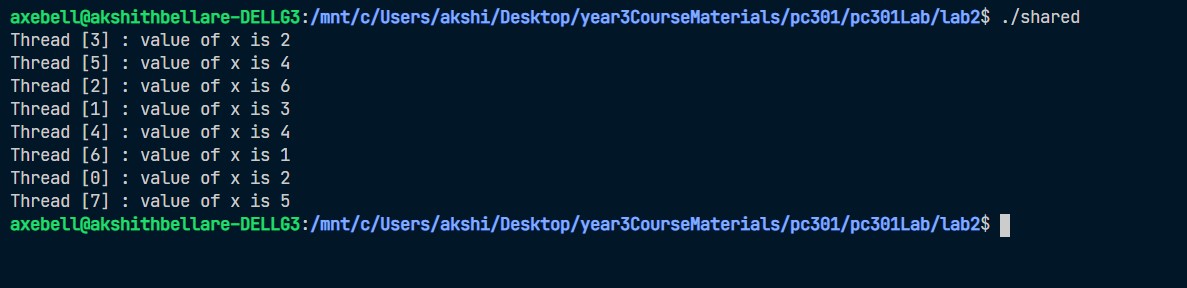 axebell@akshithbellare-DELLG3:/mnt/c/Users/akshi/Desktop/year3CourseMaterials/pc301/pc301Lab/lab2$ ./shared
Thread [3] : value of x is 2
Thread [5] : value of x is 4
Thread [2] : value of x is 6
Thread [1] : value of x is 3
Thread [4] : value of x is 4
Thread [6] : value of x is 1
Thread [0] : value of x is 2
Thread [7] : value of x is 5
axebell@akshithbellare-DELLG3:/mnt/c/Users/akshi/Desktop/year3CourseMaterials/pc301/pc301Lab/lab2$